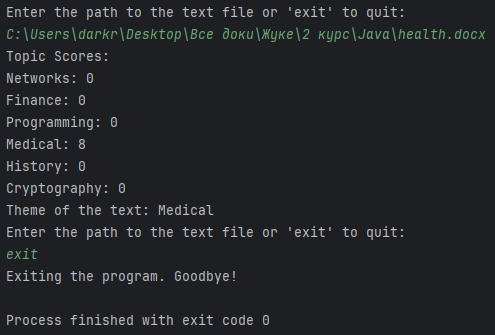 Enter the path to the text file or 'exit' to quit:
C:\Users\darkr\Desktop\Все доки\Жуке\2 курс\Java\health.docx
Topic Scores:
Networks: 0
Finance: 0
Programming: 0
Medical: 8
History: 0
Cryptography: 0
Theme of the text: Medical
Enter the path to the text file or 'exit' to quit:
exit
Exiting the program. Goodbye!
Process finished with exit code 0